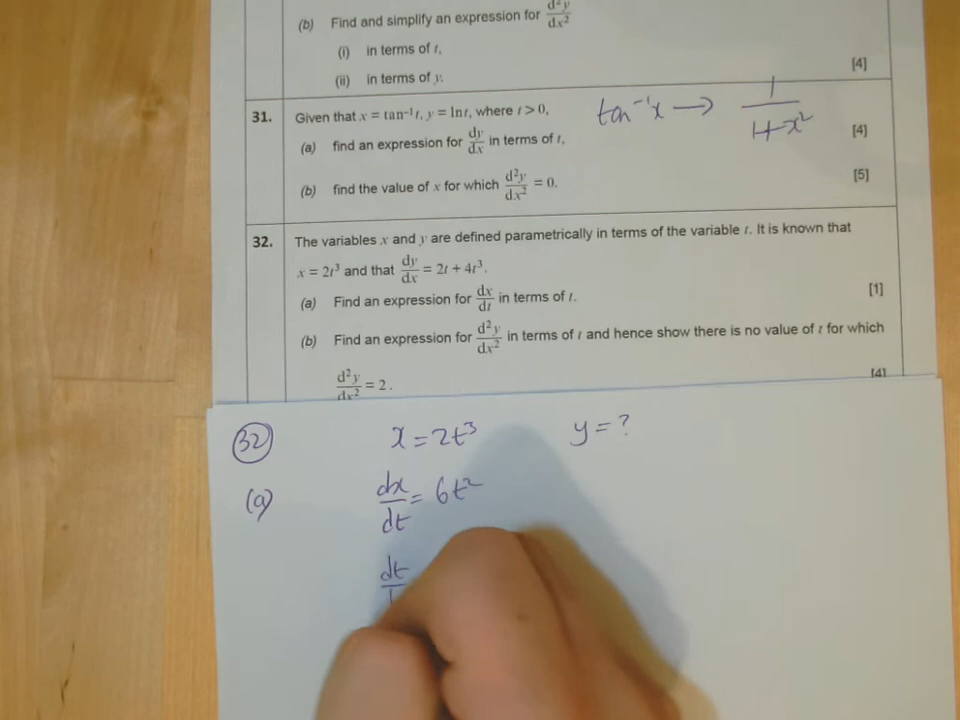 (b) Find and simplify an expression for d²y/dx²
(i) in terms of t,
(ii) in terms of y.
[4]
31. Given that x = tan⁻¹t, y = ln t, where t > 0,
tan⁻¹x → 1/(1+x²)
(a) find an expression for dy/dx in terms of t,
[4]
(b) find the value of x for which d²y/dx² = 0.
[5]
32. The variables x and y are defined parametrically in terms of the variable t. It is known that
x = 2t³ and that dy/dx = 2t + 4t³.
(a) Find an expression for dx/dt in terms of t.
[1]
(b) Find an expression for d²y/dx² in terms of t and hence show there is no value of t for which
d²y/dx² = 2.
[4]
32 x = 2t³ y = ?
(a) dx/dt = 6t²
dt